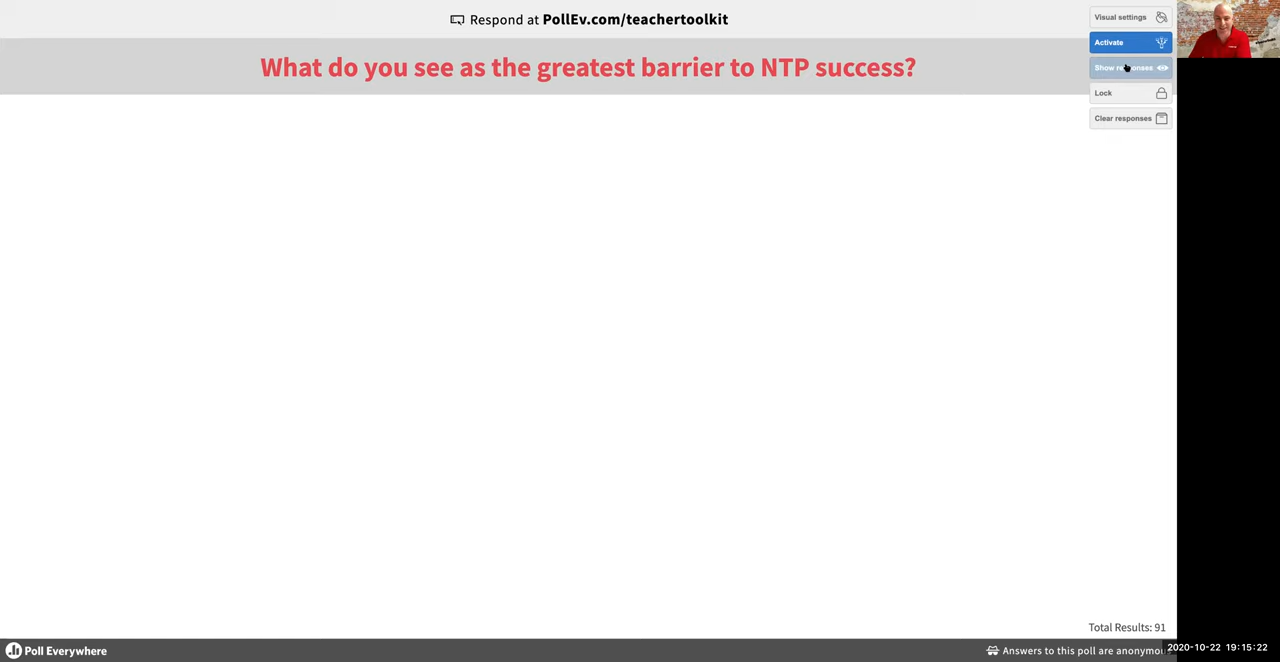 Respond at PollEv.com/teachertoolkit
What do you see as the greatest barrier to NTP success?
Visual settings
Activate
Show responses
Lock
Clear responses
Total Results: 91
Poll Everywhere
Answers to this poll are
2020-10-22 19:15:22